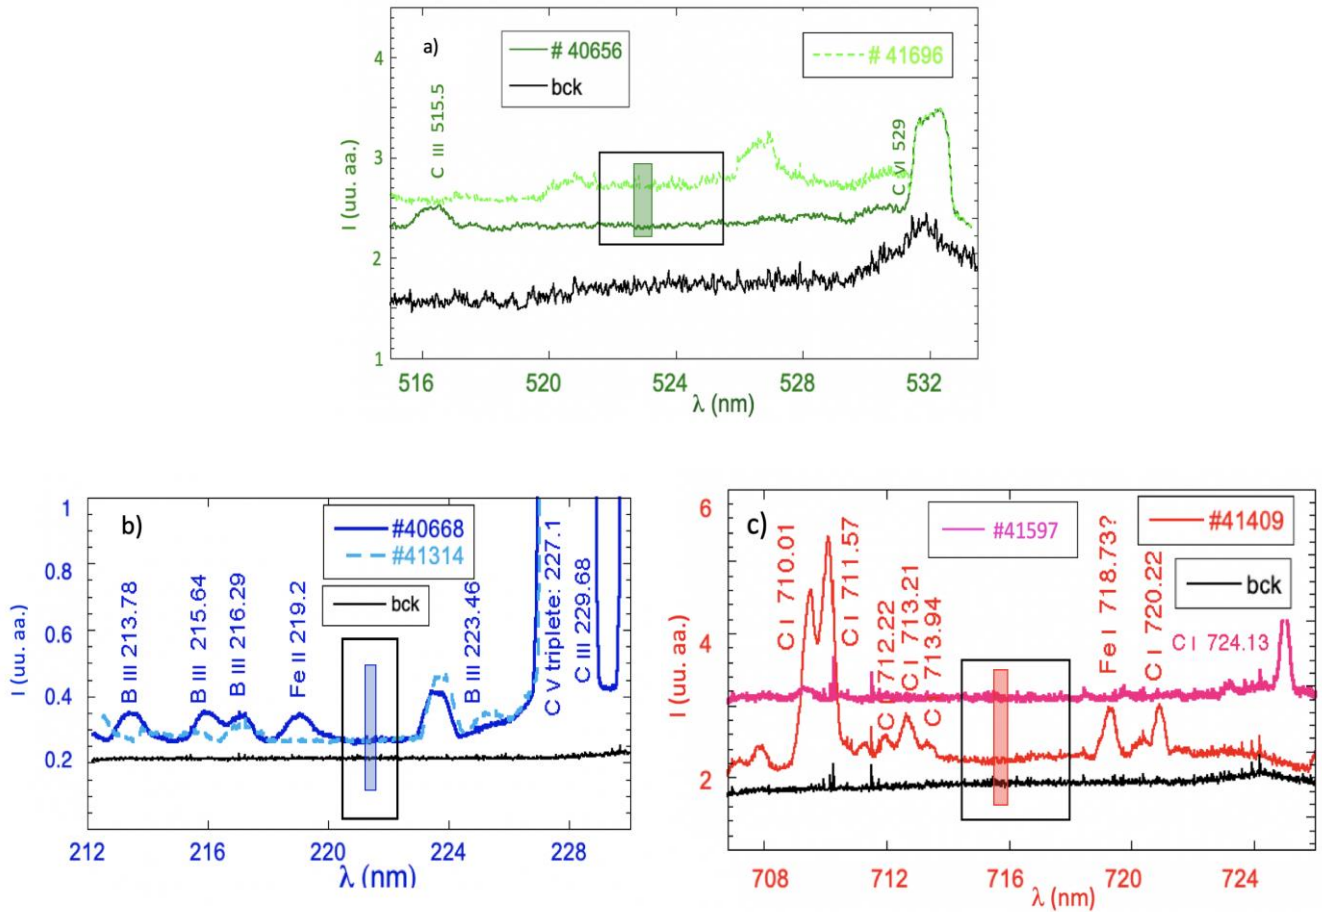 a)
# 40656
bck
# 41696
C III 515.5
C VI 529
I (uu. aa.)
4
3
2
1
516
520
524
528
532
λ (nm)
b)
#40668
#41314
bck
B III 213.78
B III 215.64
B III 216.29
Fe II 219.2
B III 223.46
C V triplete: 227.1
C III 229.68
I (uu. aa.)
1
0.8
0.6
0.4
0.2
212
216
220
224
228
λ (nm)
c)
#41597
#41409
bck
C I 710.01
C I 711.57
C I 712.22
C I 713.21
C I 713.94
Fe I 718.73?
C I 720.22
C I 724.13
I (uu. aa.)
6
4
2
708
712
716
720
724
λ (nm)